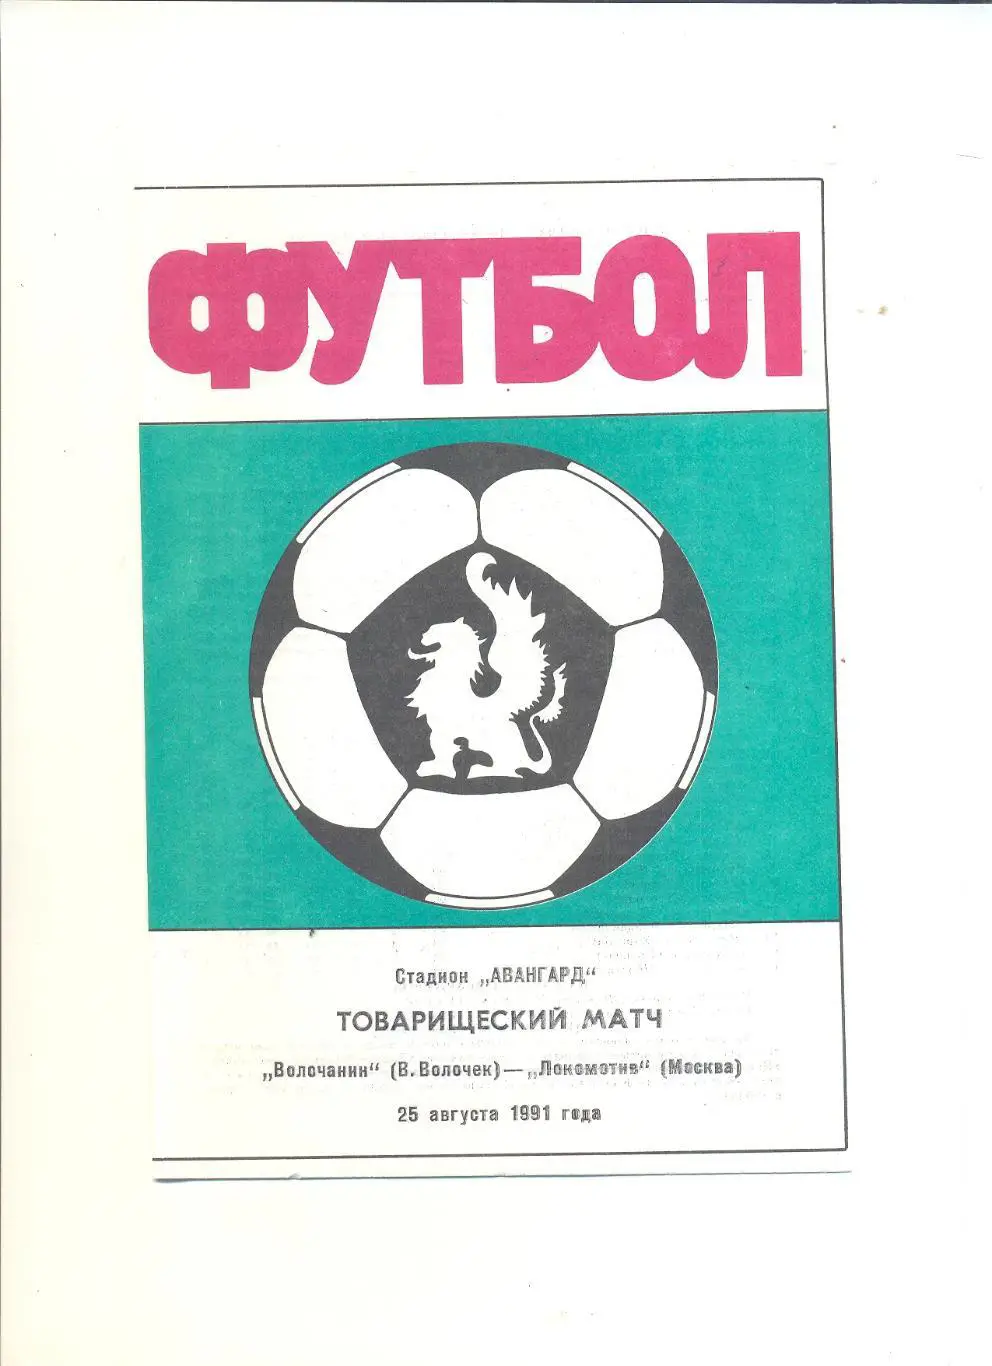 ФУТБОЛ
Стадион „АВАНГАРД“
ТОВАРИЩЕСКИЙ МАТЧ
„Волочанин“ (В. Волочек)—„Локомотив“ (Москва)
25 августа 1991 года